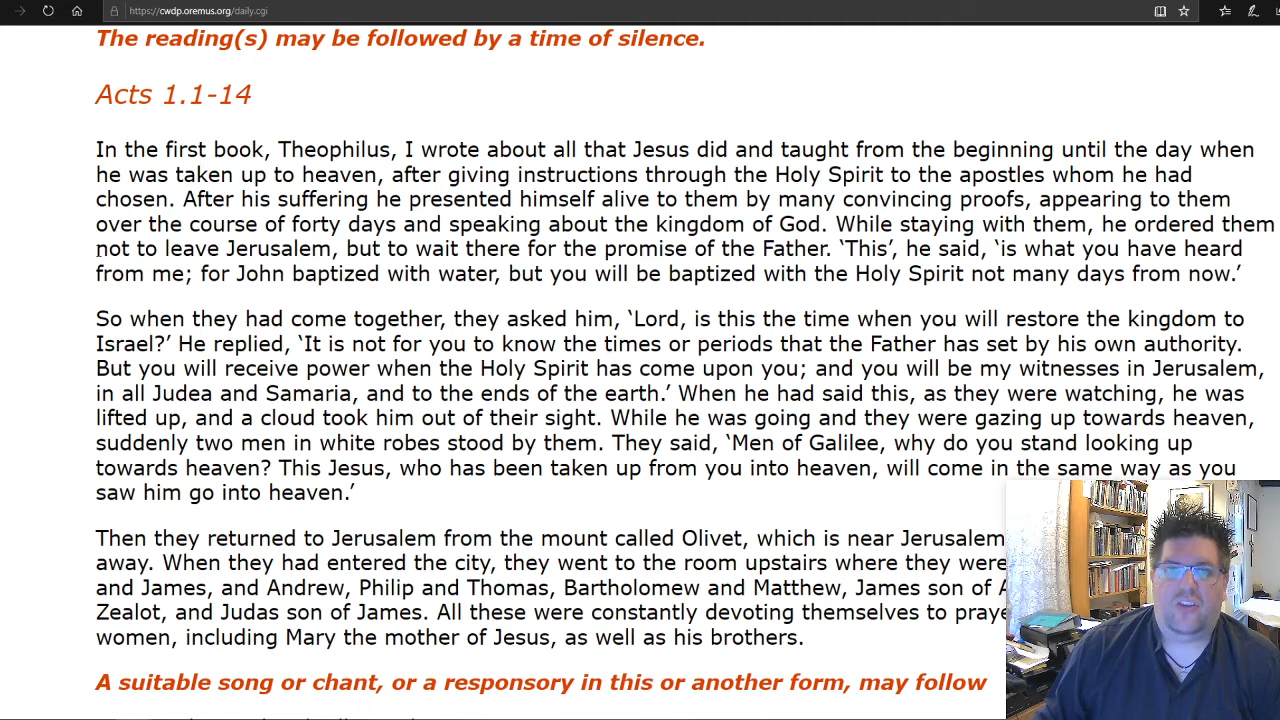 https://cwdp.oremus.org/daily.cgi
The reading(s) may be followed by a time of silence.
Acts 1.1-14
In the first book, Theophilus, I wrote about all that Jesus did and taught from the beginning until the day when
he was taken up to heaven, after giving instructions through the Holy Spirit to the apostles whom he had
chosen. After his suffering he presented himself alive to them by many convincing proofs, appearing to them
over the course of forty days and speaking about the kingdom of God. While staying with them, he ordered them
not to leave Jerusalem, but to wait there for the promise of the Father. ‘This’, he said, ‘is what you have heard
from me; for John baptized with water, but you will be baptized with the Holy Spirit not many days from now.’
So when they had come together, they asked him, ‘Lord, is this the time when you will restore the kingdom to
Israel?’ He replied, ‘It is not for you to know the times or periods that the Father has set by his own authority.
But you will receive power when the Holy Spirit has come upon you; and you will be my witnesses in Jerusalem,
in all Judea and Samaria, and to the ends of the earth.’ When he had said this, as they were watching, he was
lifted up, and a cloud took him out of their sight. While he was going and they were gazing up towards heaven,
suddenly two men in white robes stood by them. They said, ‘Men of Galilee, why do you stand looking up
towards heaven? This Jesus, who has been taken up from you into heaven, will come in the same way as you
saw him go into heaven.’
Then they returned to Jerusalem from the mount called Olivet, which is near Jerusalem
away. When they had entered the city, they went to the room upstairs where they were
and James, and Andrew, Philip and Thomas, Bartholomew and Matthew, James son of
Zealot, and Judas son of James. All these were constantly devoting themselves to
women, including Mary the mother of Jesus, as well as his brothers.
A suitable song or chant, or a responsory in this or another form, may follow